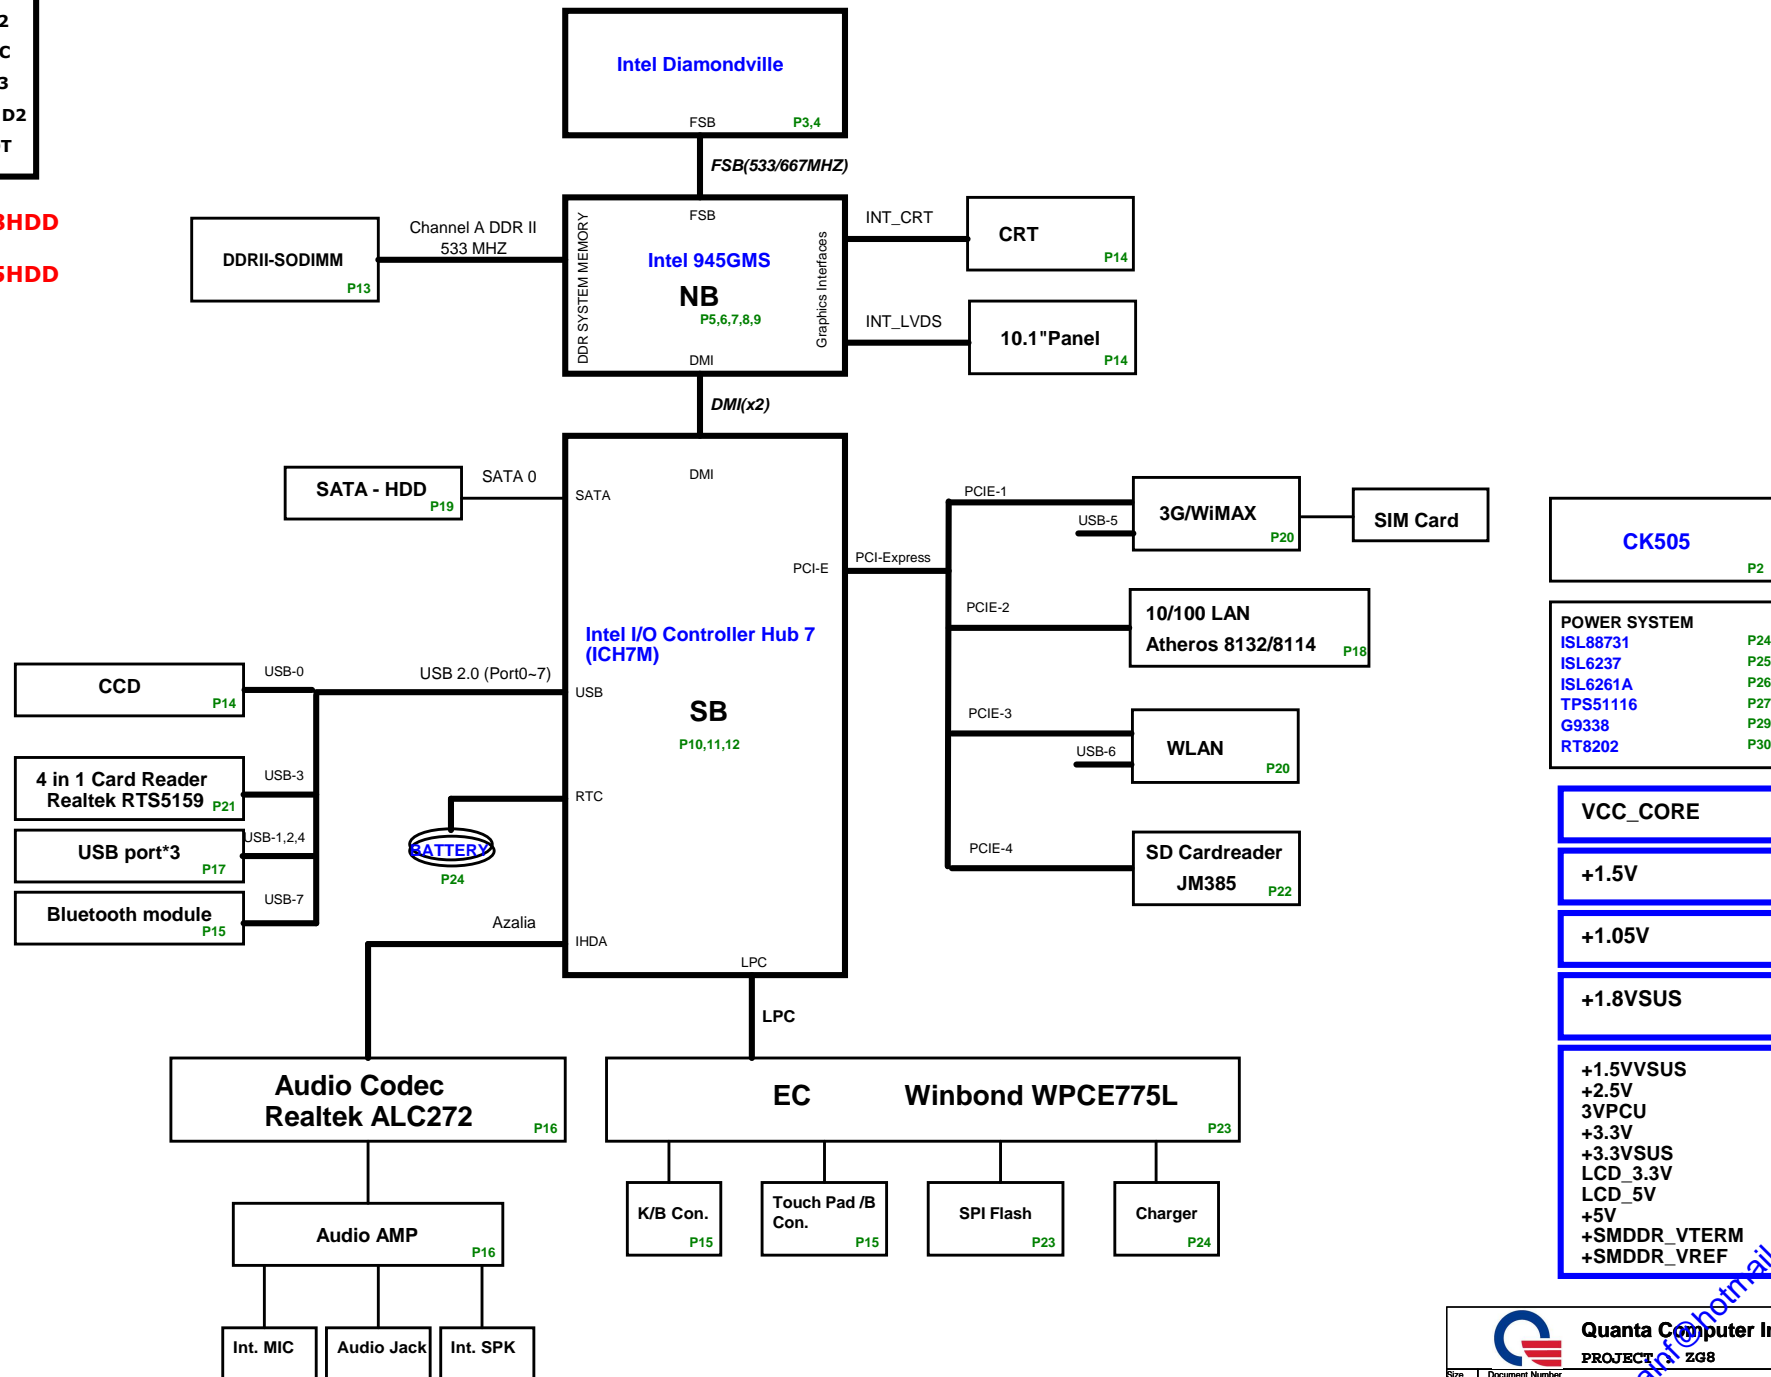 2
C
3
D2
T
HDD
5HDD
Intel Diamondville
FSB
P3,4
FSB(533/667MHZ)
DDRII-SODIMM
P13
Channel A DDR II
533 MHZ
DDR SYSTEM MEMORY
FSB
Intel 945GMS
NB
P5,6,7,8,9
Graphics Interfaces
DMI
INT_CRT
CRT
P14
INT_LVDS
10.1"Panel
P14
DMI(x2)
SATA - HDD
P19
SATA 0
SATA
DMI
PCI-E
PCI-Express
Intel I/O Controller Hub 7
(ICH7M)
SB
P10,11,12
USB
RTC
IHDA
LPC
PCIE-1
USB-5
3G/WiMAX
P20
SIM Card
PCIE-2
10/100 LAN
Atheros 8132/8114
P18
PCIE-3
USB-6
WLAN
P20
PCIE-4
SD Cardreader
JM385
P22
CCD
P14
USB-0
USB 2.0 (Port0~7)
4 in 1 Card Reader
Realtek RTS5159
P21
USB-3
USB port*3
P17
USB-1,2,4
Bluetooth module
P15
USB-7
BATTERY
P24
Azalia
LPC
Audio Codec
Realtek ALC272
P16
Audio AMP
P16
Int. MIC
Audio Jack
Int. SPK
EC Winbond WPCE775L
P23
K/B Con.
P15
Touch Pad /B
Con.
P15
SPI Flash
P23
Charger
P24
CK505
P2
POWER SYSTEM
ISL88731 P24
ISL6237 P25
ISL6261A P26
TPS51116 P27
G9338 P29
RT8202 P30
VCC_CORE
+1.5V
+1.05V
+1.8VSUS
+1.5VVSUS
+2.5V
3VPCU
+3.3V
+3.3VSUS
LCD_3.3V
LCD_5V
+5V
+SMDDR_VTERM
+SMDDR_VREF
Quanta Computer In
PROJECT : ZG8
Size Document Number
ainf@hotmail